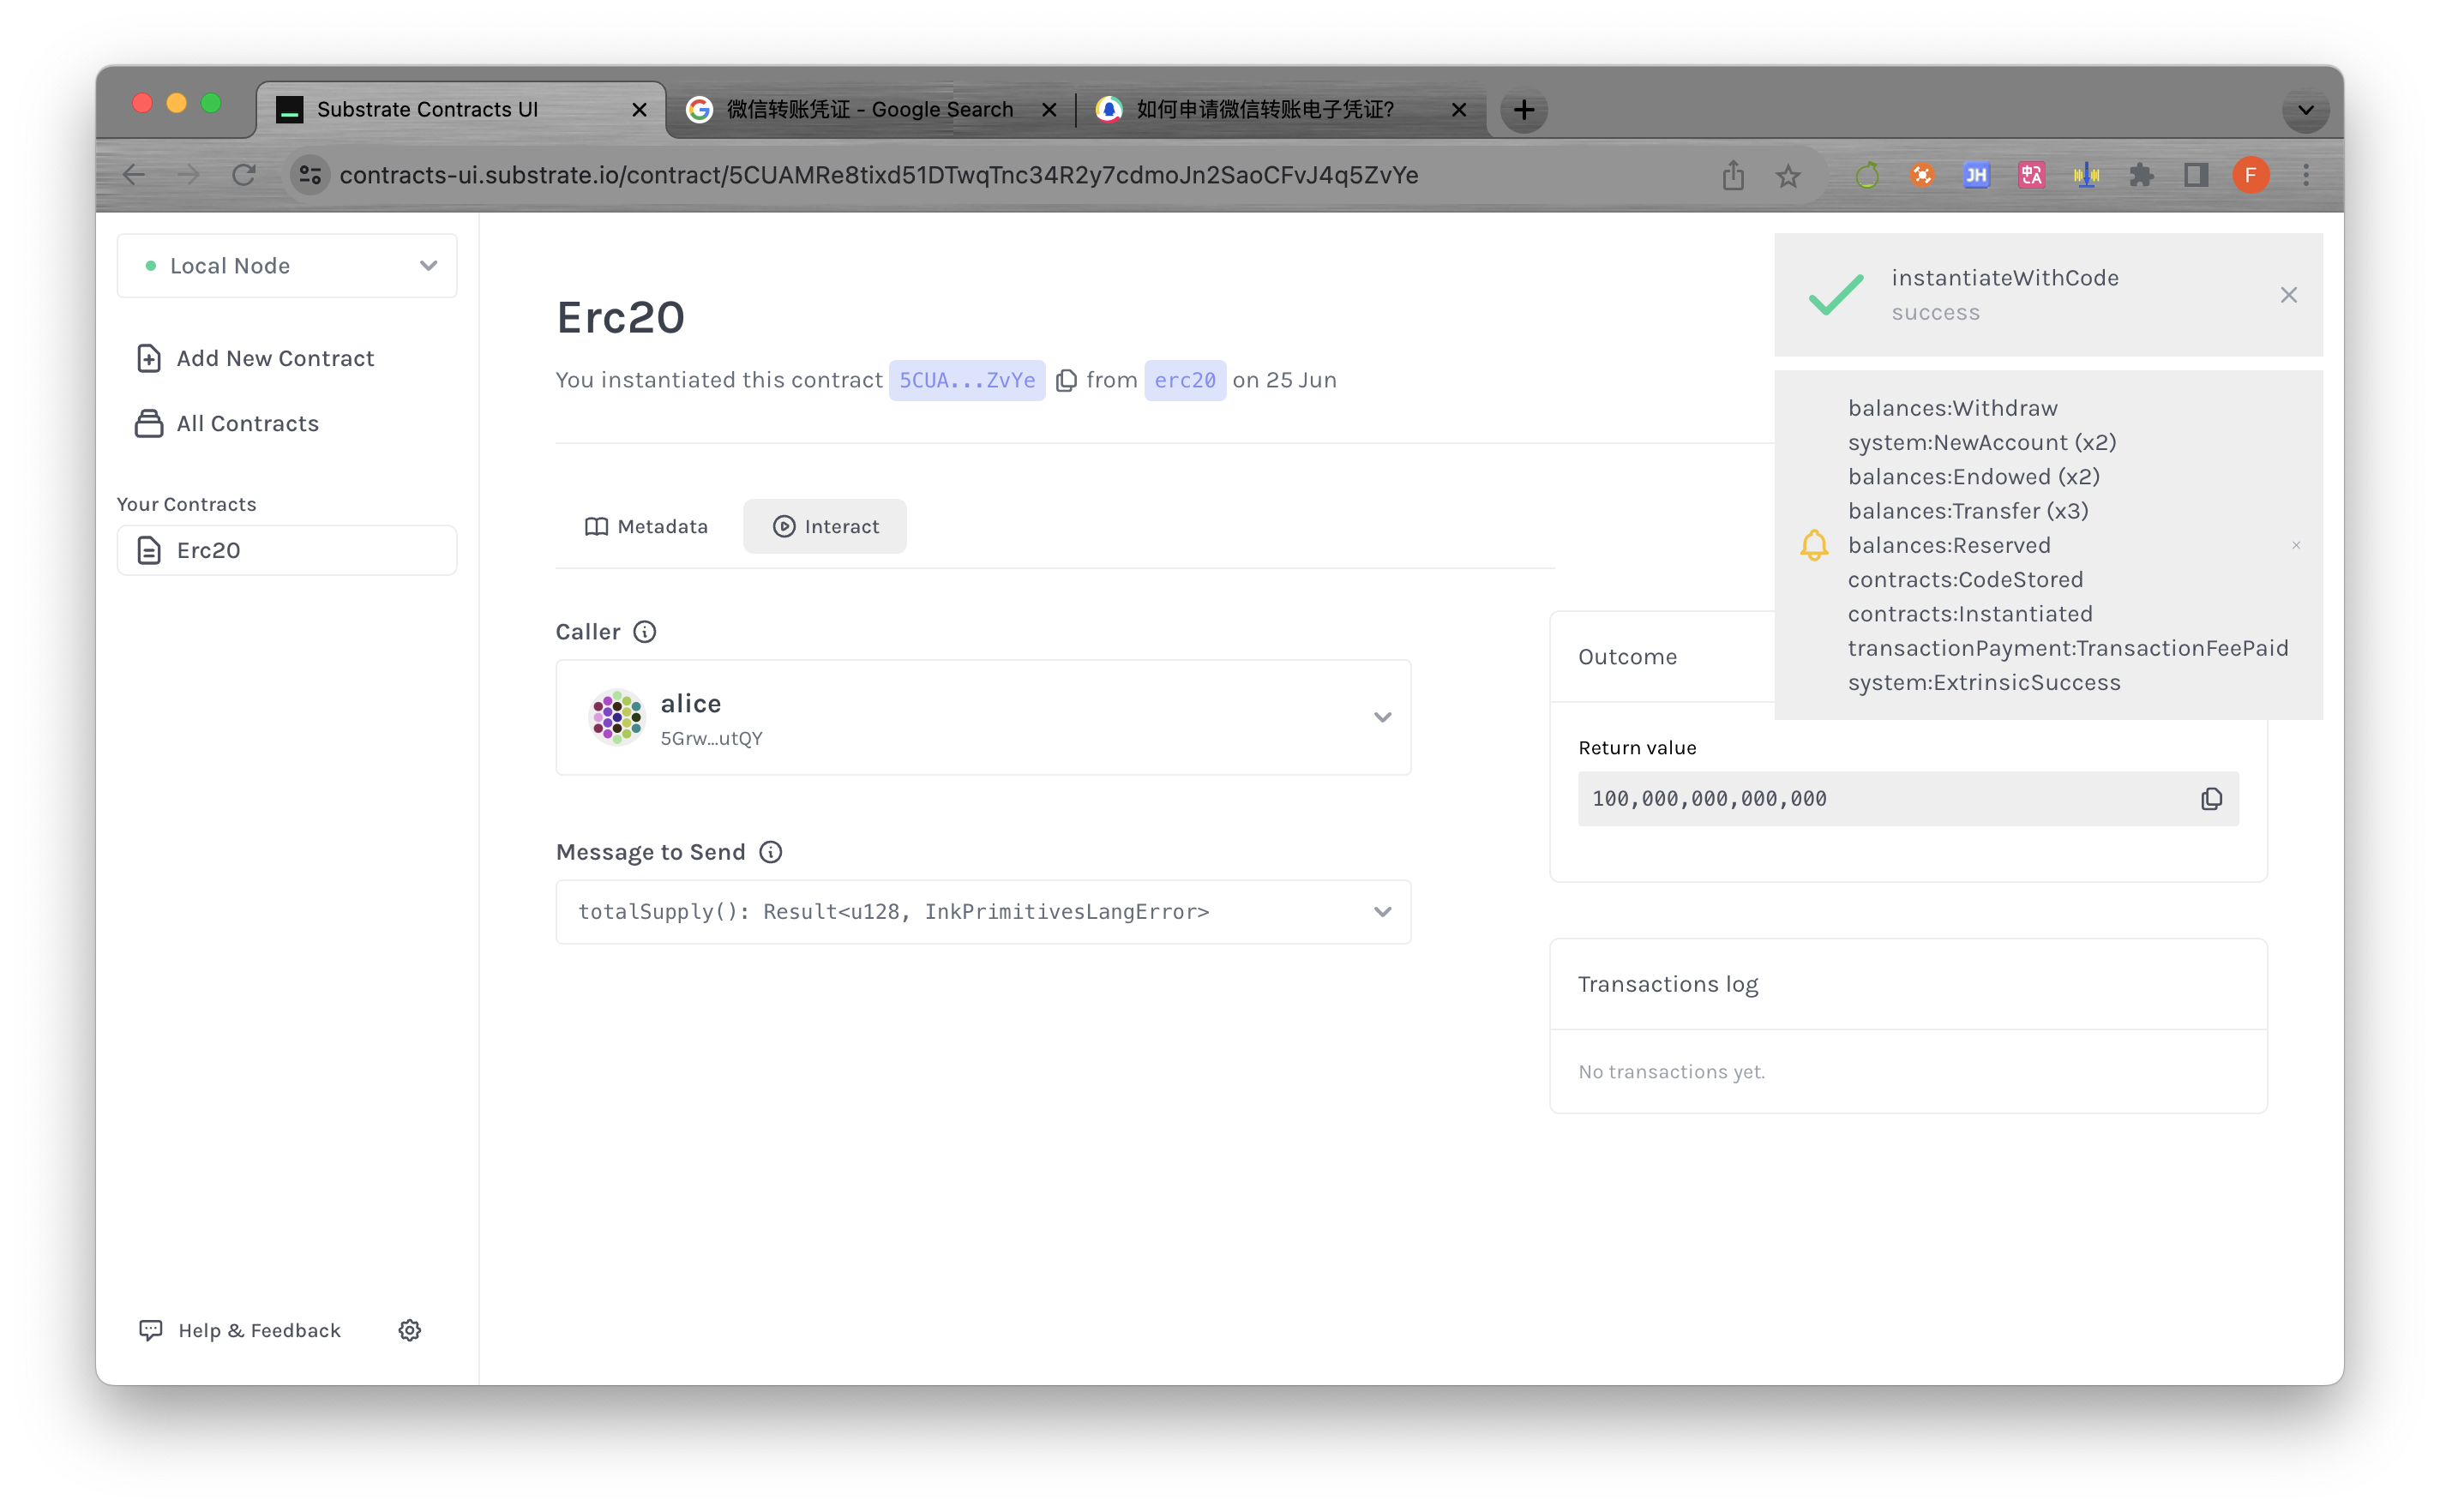 Substrate Contracts UI
微信转账凭证 - Google Search
如何申请微信转账电子凭证?
contracts-ui.substrate.io/contract/5CUAMRe8tixd51DTwqTnc34R2y7cdmoJn2SaoCFvJ4q5ZvYe
JH
F
Local Node
Add New Contract
All Contracts
Your Contracts
Erc20
Help & Feedback
Erc20
You instantiated this contract 5CUA...ZvYe from erc20 on 25 Jun
Metadata
Interact
Caller
alice
5Grw...utQY
Message to Send
totalSupply(): Result<u128, InkPrimitivesLangError>
instantiateWithCode
success
balances:Withdraw
system:NewAccount (x2)
balances:Endowed (x2)
balances:Transfer (x3)
balances:Reserved
contracts:CodeStored
contracts:Instantiated
transactionPayment:TransactionFeePaid
system:ExtrinsicSuccess
Outcome
Return value
100,000,000,000,000
Transactions log
No transactions yet.